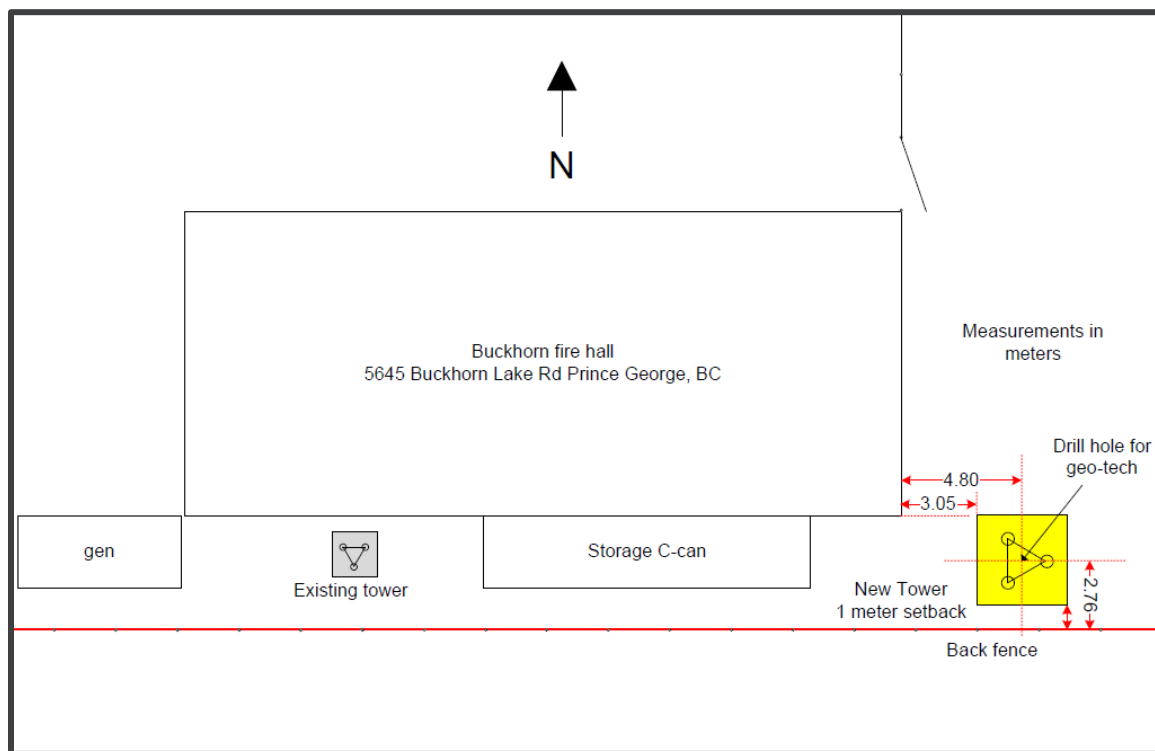 N
Buckhorn fire hall
5645 Buckhorn Lake Rd Prince George, BC
Measurements in
meters
Drill hole for
geo-tech
4.80
3.05
gen
Existing tower
Storage C-can
New Tower
1 meter setback
2.76
Back fence